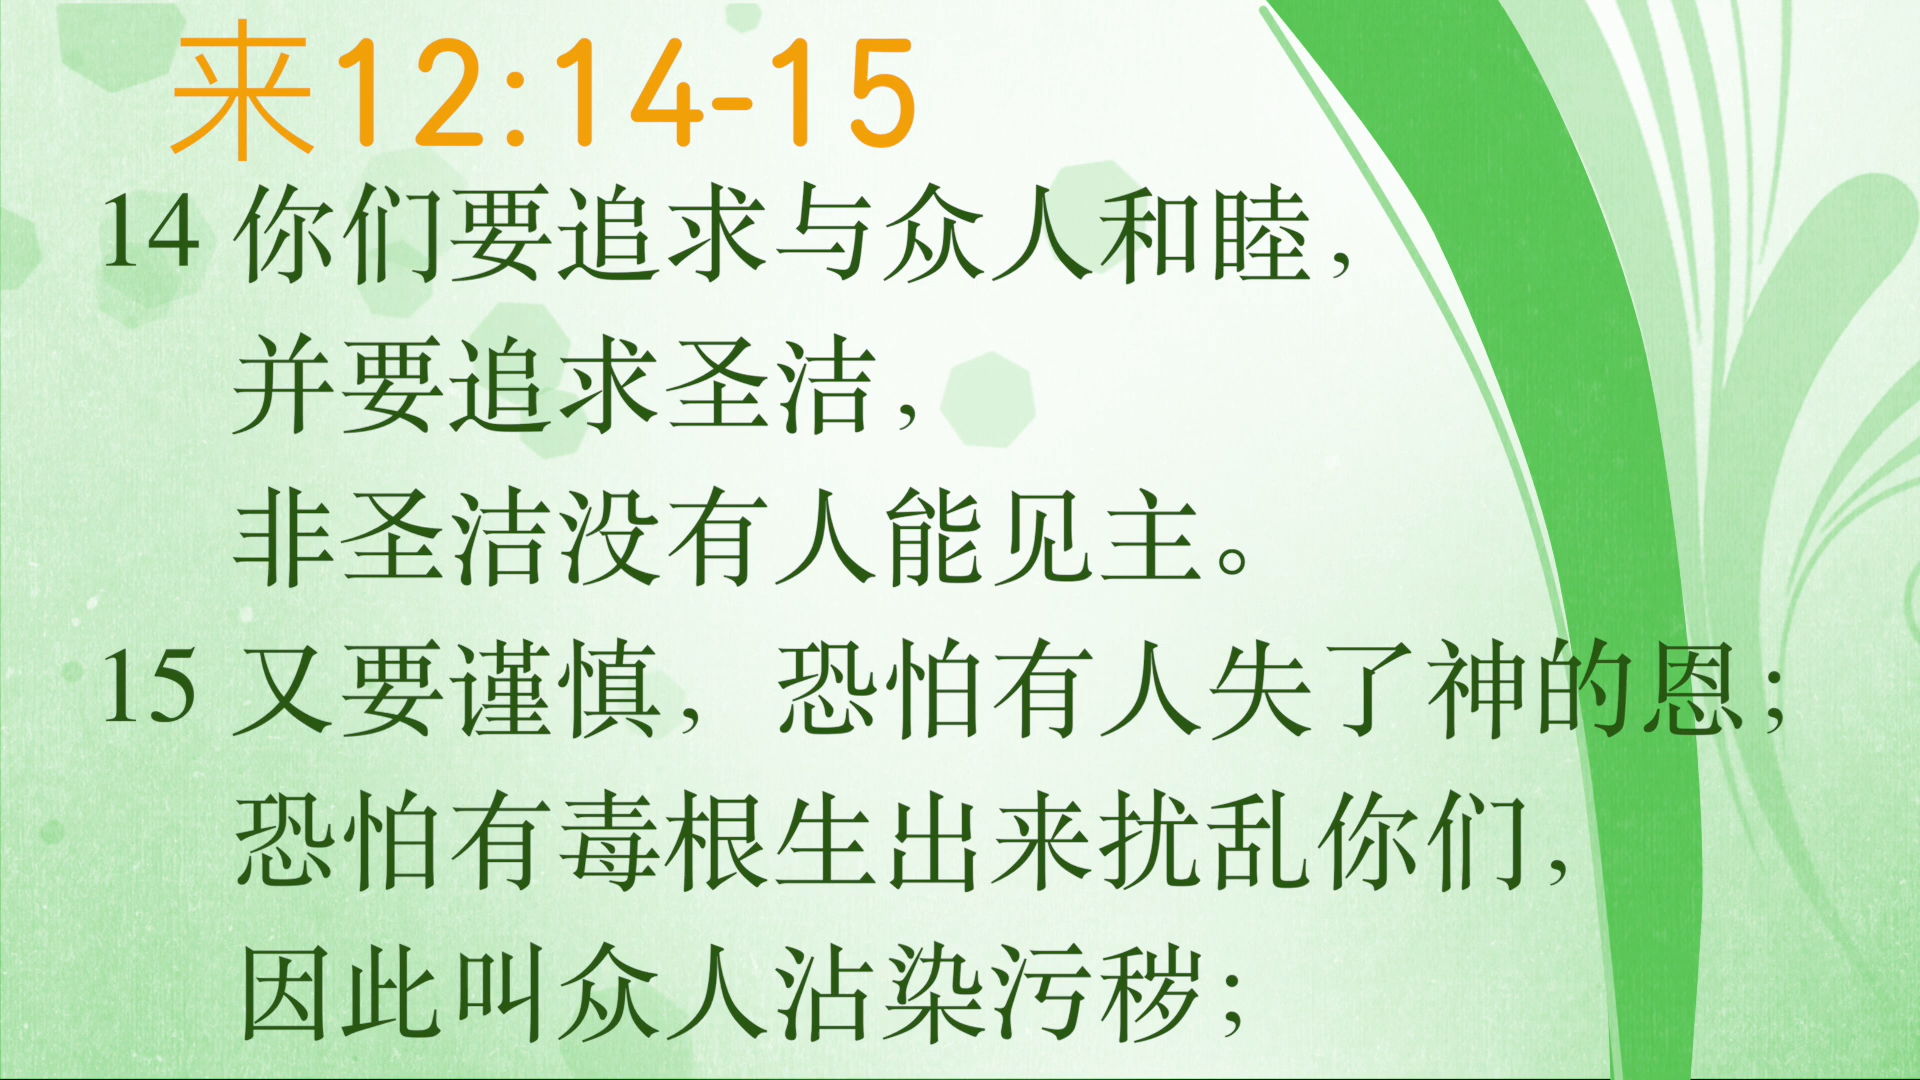 来12:14-15
14 你们要追求与众人和睦，
并要追求圣洁，
非圣洁没有人能见主。
15 又要谨慎，恐怕有人失了神的恩；
恐怕有毒根生出来扰乱你们，
因此叫众人沾染污秽；